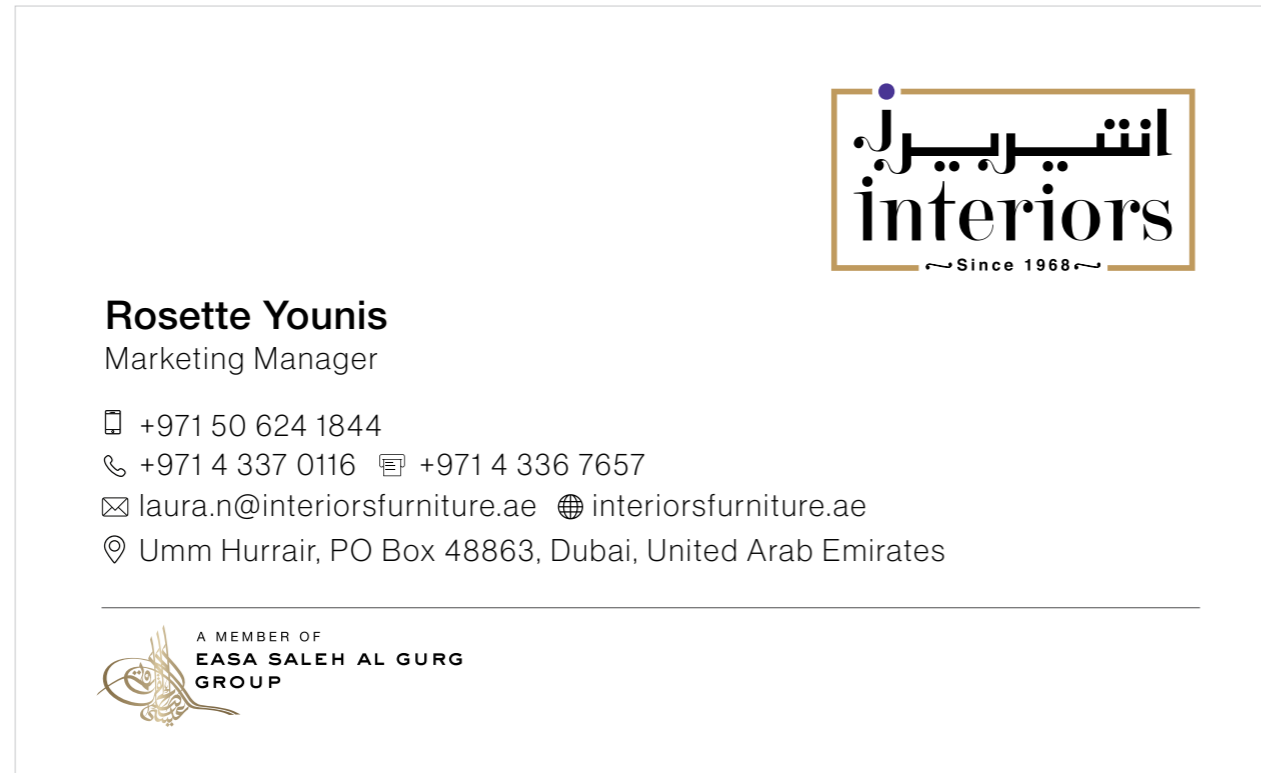 انتيريرز
interiors
Since 1968
Rosette Younis
Marketing Manager
+971 50 624 1844
+971 4 337 0116 +971 4 336 7657
laura.n@interiorsfurniture.ae interiorsfurniture.ae
Umm Hurrair, PO Box 48863, Dubai, United Arab Emirates
A MEMBER OF
EASA SALEH AL GURG
GROUP